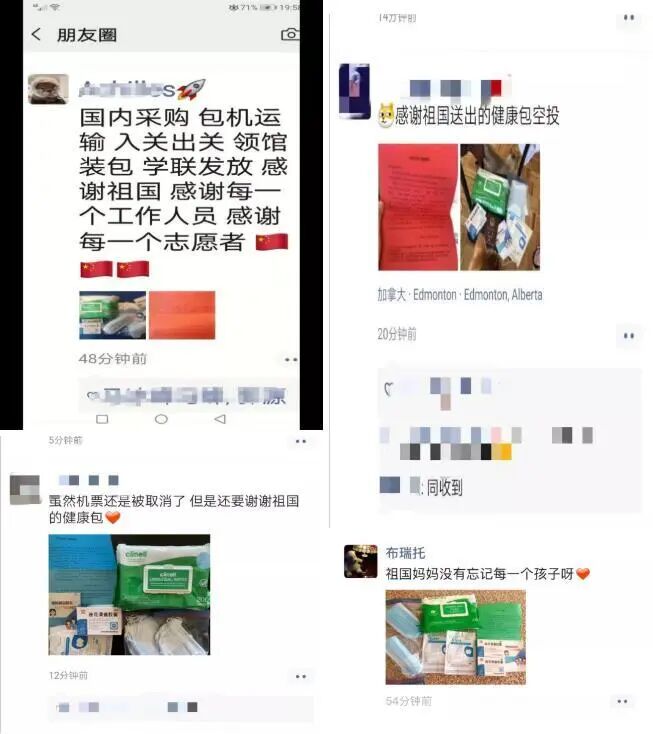 71% 19:58
朋友圈
国内采购 包机运
输 入关出关 领馆
装包 学联发放 感
谢祖国 感谢每一
个工作人员 感谢
每一个志愿者 🇨🇳
🇨🇳🇨🇳
48分钟前
14分钟前
感谢祖国送出的健康包空投
加拿大 · Edmonton · Edmonton, Alberta
20分钟前
: 同收到
5分钟前
虽然机票还是被取消了 但是还要谢谢祖国
的健康包❤️
clinell
12分钟前
布瑞托
祖国妈妈没有忘记每一个孩子呀❤️
54分钟前